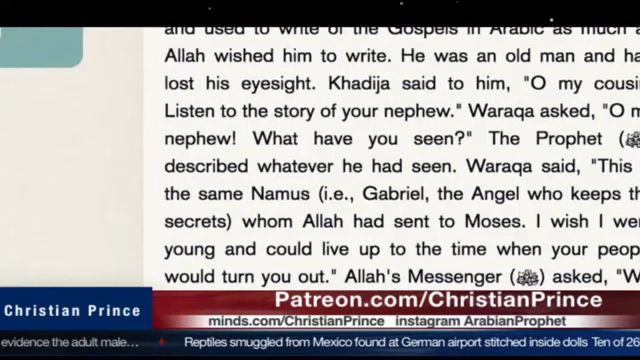 and used to write of the Gospels in Arabic as much a
Allah wished him to write. He was an old man and ha
lost his eyesight. Khadija said to him, "O my cousi
Listen to the story of your nephew." Waraqa asked, "O m
nephew! What have you seen?" The Prophet (ﷺ
described whatever he had seen. Waraqa said, "This
the same Namus (i.e., Gabriel, the Angel who keeps th
secrets) whom Allah had sent to Moses. I wish I wer
young and could live up to the time when your peop
would turn you out." Allah's Messenger (ﷺ) asked, "W
Christian Prince
Patreon.com/ChristianPrince
minds.com/ChristianPrince instagram ArabianProphet
evidence the adult male... Reptiles smuggled from Mexico found at German airport stitched inside dolls Ten of 26